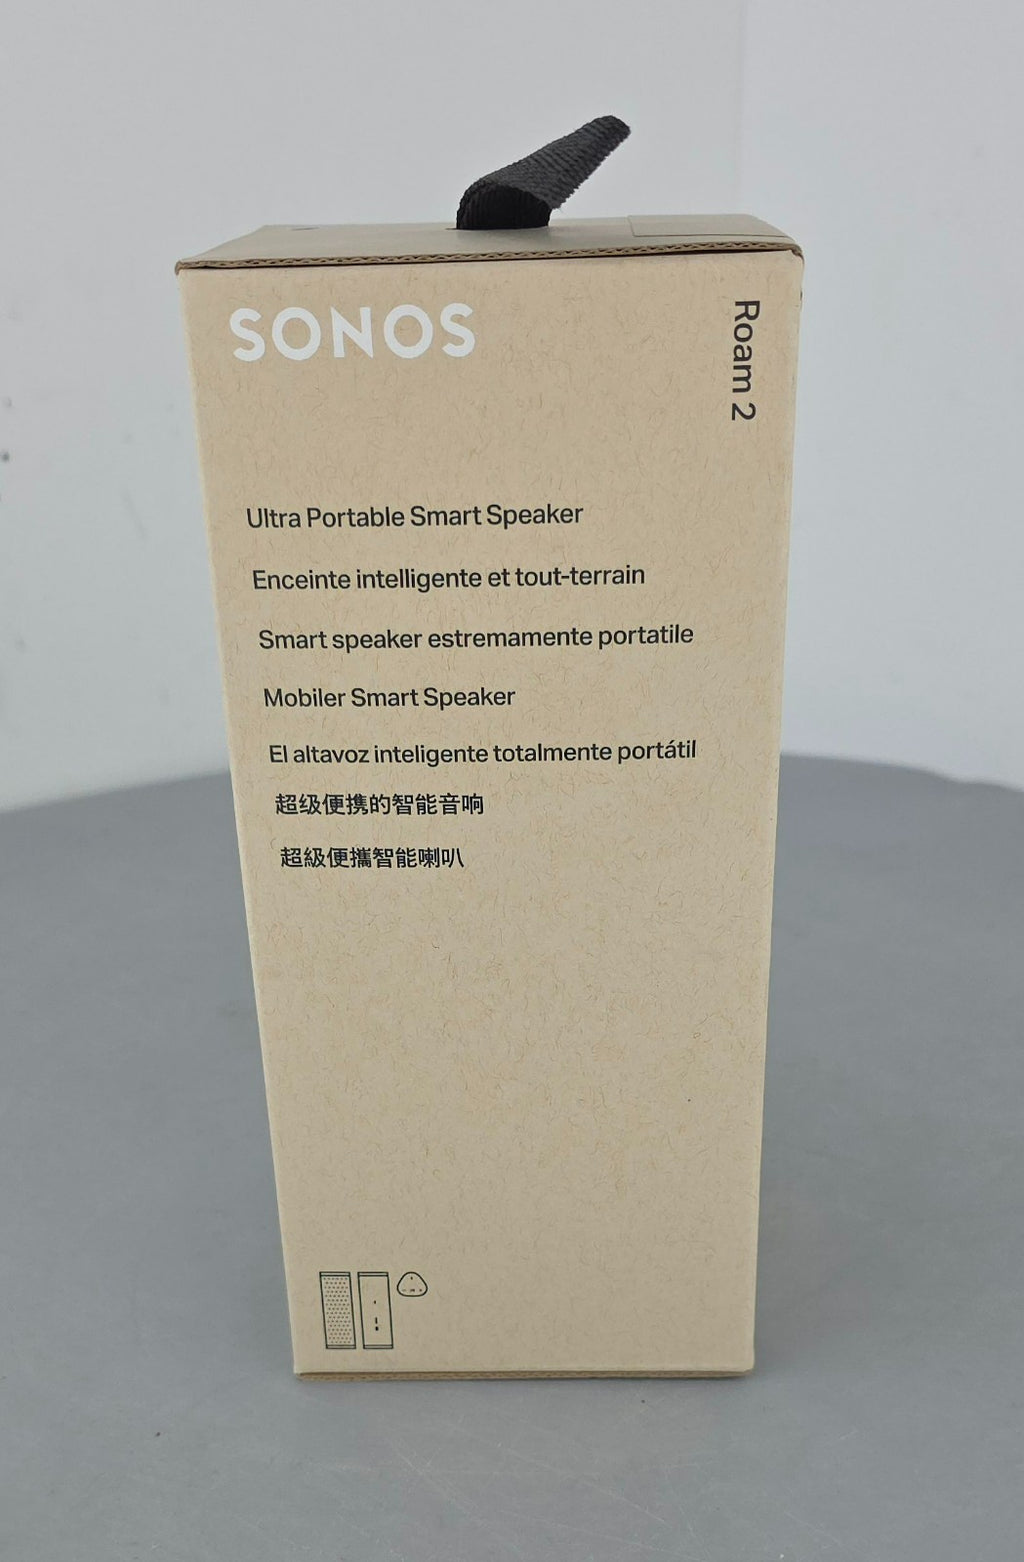 SONOS
Roam 2
Ultra Portable Smart Speaker
Enceinte intelligente et tout-terrain
Smart speaker estremamente portatile
Mobiler Smart Speaker
El altavoz inteligente totalmente portátil
超级便携的智能音响
超級便攜智能喇叭